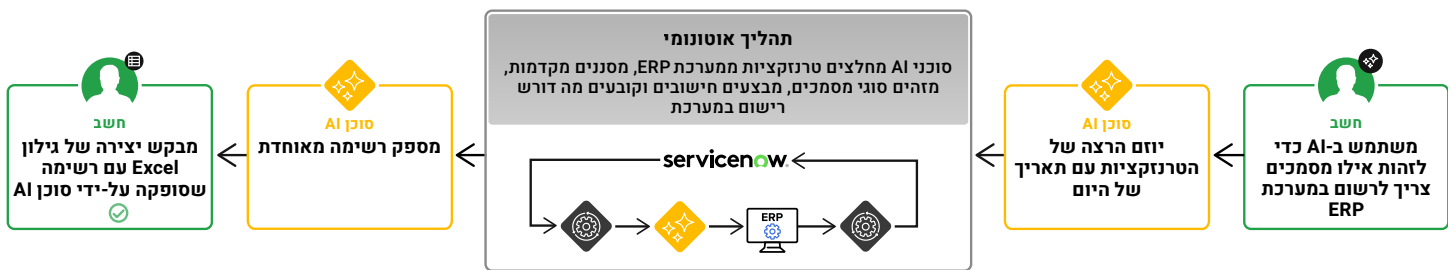 חשב
משתמש ב-AI כדי
לזהות אילו מסמכים
צריך לרשום במערכת
ERP
סוכן AI
יוזם הרצה של
הטרנזקציות עם תאריך
של היום
תהליך אוטונומי
סוכני AI מחלצים טרנזקציות ממערכת ERP, מסננים מקדמות,
מזהים סוגי מסמכים, מבצעים חישובים וקובעים מה דורש
רישום במערכת
servicenow
ERP
סוכן AI
מספק רשימה מאוחדת
חשב
מבקש יצירה של גילון
Excel עם רשימה
שסופקה על-ידי סוכן AI